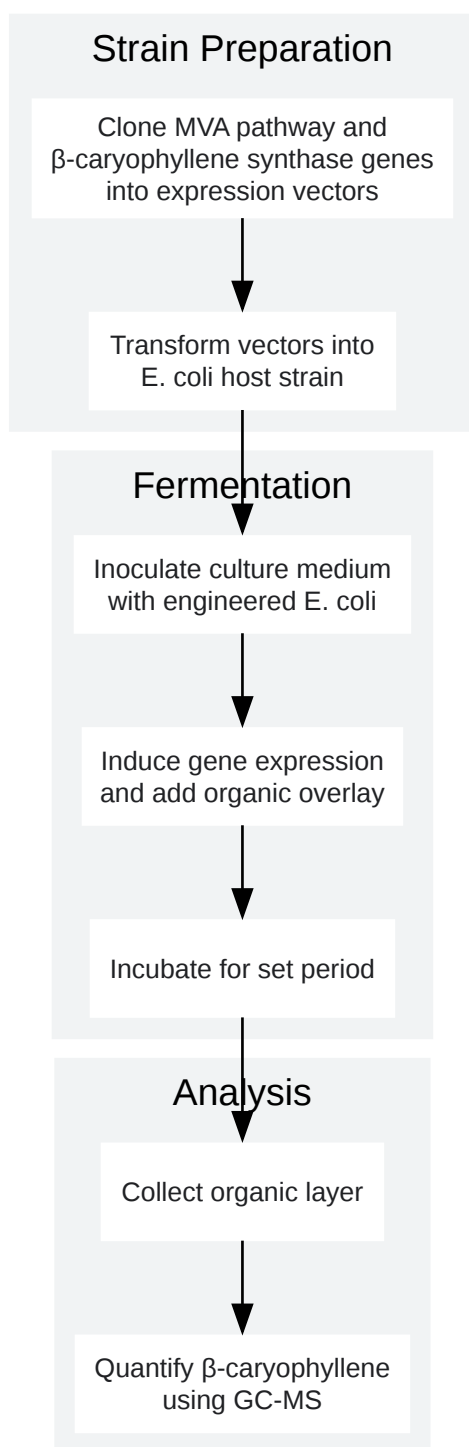 Strain Preparation
Clone MVA pathway and
β-caryophyllene synthase genes
into expression vectors
Transform vectors into
E. coli host strain
Fermentation
Inoculate culture medium
with engineered E. coli
Induce gene expression
and add organic overlay
Incubate for set period
Analysis
Collect organic layer
Quantify β-caryophyllene
using GC-MS